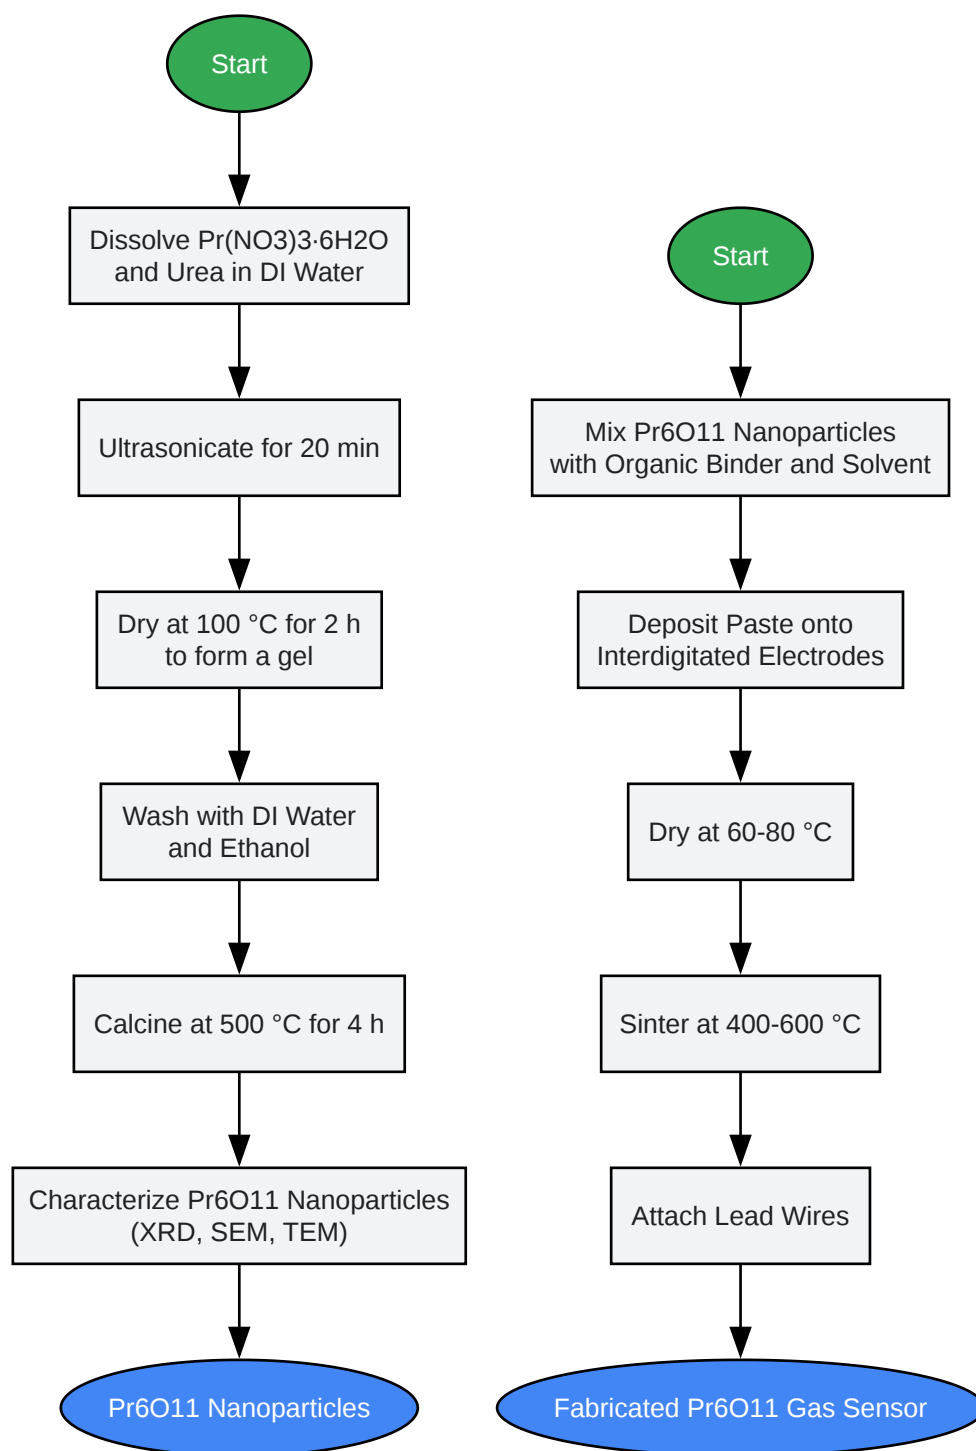 Start
Dissolve Pr(NO3)3·6H2O
and Urea in DI Water
Ultrasonicate for 20 min
Dry at 100 °C for 2 h
to form a gel
Wash with DI Water
and Ethanol
Calcine at 500 °C for 4 h
Characterize Pr6O11 Nanoparticles
(XRD, SEM, TEM)
Pr6O11 Nanoparticles
Start
Mix Pr6O11 Nanoparticles
with Organic Binder and Solvent
Deposit Paste onto
Interdigitated Electrodes
Dry at 60-80 °C
Sinter at 400-600 °C
Attach Lead Wires
Fabricated Pr6O11 Gas Sensor